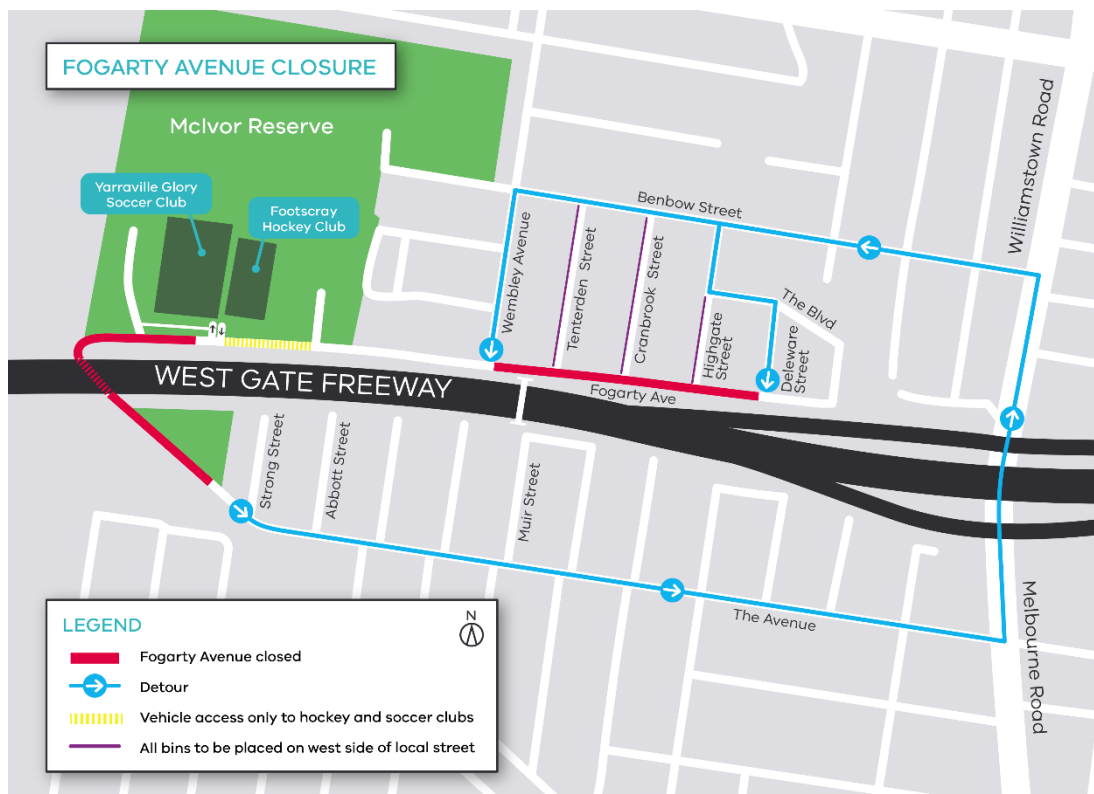 FOGARTY AVENUE CLOSURE
McIvor Reserve
Yarraville Glory
Soccer Club
Footscray
Hockey Club
Williamstown Road
Benbow Street
Wembley Avenue
Tenterden Street
Cranbrook Street
Highgate
Street
The Blvd
Deleware
Street
WEST GATE FREEWAY
Fogarty Ave
Strong Street
Abbott Street
Muir Street
The Avenue
Melbourne Road
LEGEND
N
Fogarty Avenue closed
Detour
Vehicle access only to hockey and soccer clubs
All bins to be placed on west side of local street